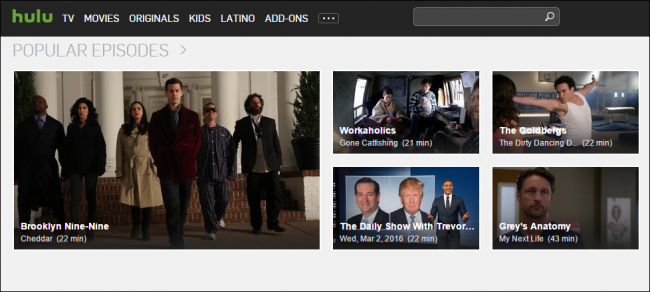 hulu TV MOVIES ORIGINALS KIDS LATINO ADD-ONS
POPULAR EPISODES
Brooklyn Nine-Nine
Cheddar (22 min)
Workaholics
Gone Catfishing (21 min)
The Goldbergs
The Dirty Dancing D... (22 min)
The Daily Show With Trevor...
Wed, Mar 2, 2016 (22 min)
Grey's Anatomy
My Next Life (43 min)